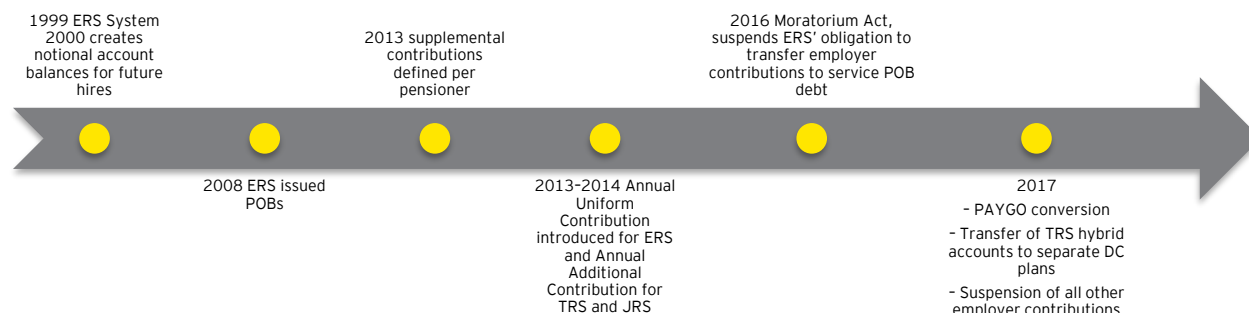 1999 ERS System
2000 creates
notional account
balances for future
hires
2008 ERS issued
POBs
2013 supplemental
contributions
defined per
pensioner
2013–2014 Annual
Uniform
Contribution
introduced for ERS
and Annual
Additional
Contribution for
TRS and JRS
2016 Moratorium Act,
suspends ERS' obligation to
transfer employer
contributions to service POB
debt
2017
– PAYGO conversion
– Transfer of TRS hybrid
accounts to separate DC
plans
– Suspension of all other
employer contributions